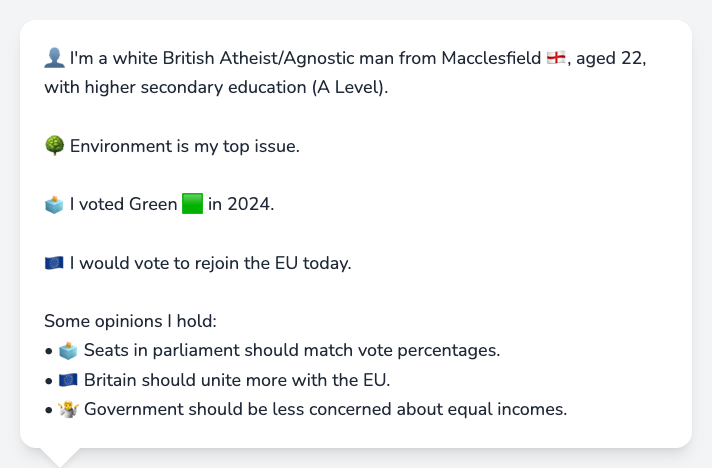 👤 I'm a white British Atheist/Agnostic man from Macclesfield 🏴󠁧󠁢󠁥󠁮󠁧󠁿, aged 22,
with higher secondary education (A Level).
🌳 Environment is my top issue.
🗳️ I voted Green 🟩 in 2024.
🇪🇺 I would vote to rejoin the EU today.
Some opinions I hold:
• 🗳️ Seats in parliament should match vote percentages.
• 🇪🇺 Britain should unite more with the EU.
• 🤷 Government should be less concerned about equal incomes.